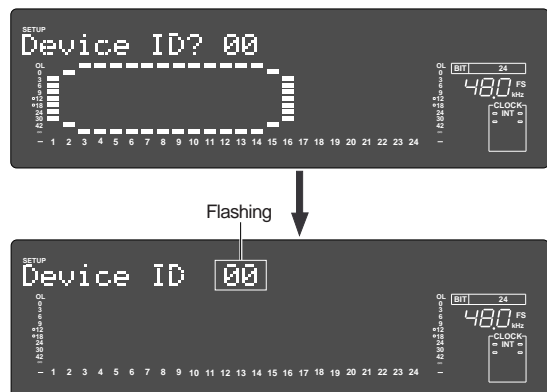 SETUP
Device ID? 00
OL
0
3
6
9
12
18
24
30
42
–
– 1 2 3 4 5 6 7 8 9 10 11 12 13 14 15 16 17 18 19 20 21 22 23 24 –
OL
0
3
6
9
12
18
24
30
42
–
BIT 24
48.0 FS
kHz
CLOCK
INT
Flashing
SETUP
Device ID 00
OL
0
3
6
9
12
18
24
30
42
–
– 1 2 3 4 5 6 7 8 9 10 11 12 13 14 15 16 17 18 19 20 21 22 23 24 –
OL
0
3
6
9
12
18
24
30
42
–
BIT 24
48.0 FS
kHz
CLOCK
INT